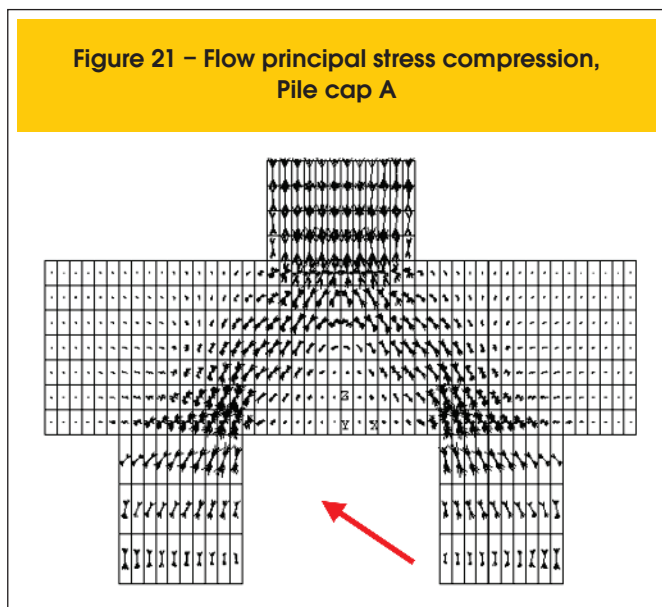 Figure 21 – Flow principal stress compression,
Pile cap A
Z
Y X